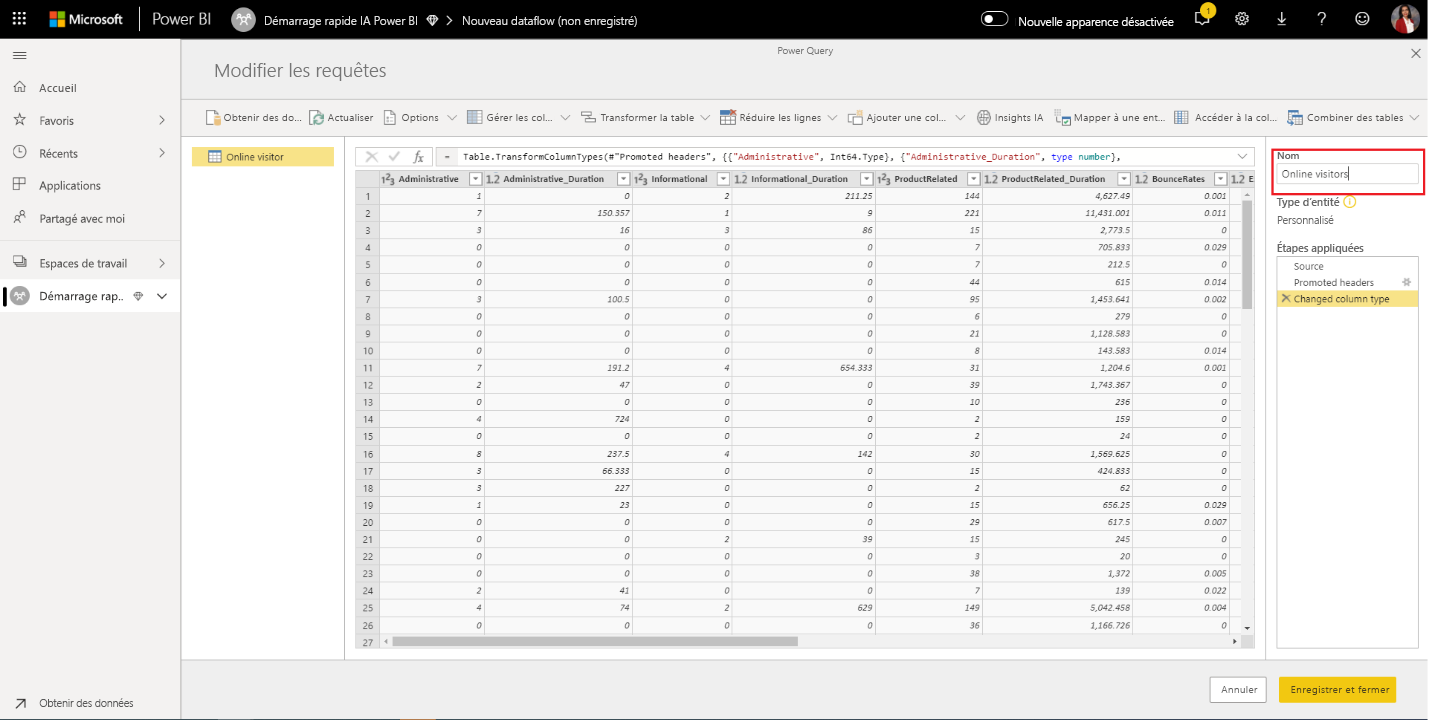 Microsoft Power BI Démarrage rapide IA Power BI > Nouveau dataflow (non enregistré) Nouvelle apparence désactivée 1 ?
Power Query
Modifier les requêtes
Accueil
Favoris
Récents
Applications
Partagé avec moi
Espaces de travail
Démarrage rap..
Obtenir des données
Obtenir des do... Actualiser Options Gérer les col... Transformer la table Réduire les lignes Ajouter une col... Insights IA Mapper à une ent... Accéder à la col... Combiner des tables
Online visitor
fx = Table.TransformColumnTypes(#"Promoted headers", {{"Administrative", Int64.Type}, {"Administrative_Duration", type number},
1²3 Administrative 1.2 Administrative_Duration 1²3 Informational 1.2 Informational_Duration 1²3 ProductRelated 1.2 ProductRelated_Duration 1.2 BounceRates 1.2 E
1 1 0 2 211.25 144 4,627.49 0.001
2 7 150.357 1 9 221 11,431.001 0.011
3 3 16 3 86 15 2,773.5 0
4 0 0 0 0 7 705.833 0.029
5 0 0 0 0 7 212.5 0
6 0 0 0 0 44 615 0.014
7 3 100.5 0 0 95 1,453.641 0.002
8 0 0 0 0 6 279 0
9 0 0 0 0 21 1,128.583 0
10 0 0 0 0 8 143.583 0.014
11 7 191.2 4 654.333 31 1,204.6 0.001
12 2 47 0 0 39 1,743.367 0
13 0 0 0 0 10 236 0
14 4 724 0 0 2 159 0
15 0 0 0 0 2 24 0
16 8 237.5 4 142 30 1,569.625 0
17 3 66.333 0 0 15 424.833 0
18 3 227 0 0 2 62 0
19 1 23 0 0 15 656.25 0.029
20 0 0 0 0 29 617.5 0.007
21 0 0 2 39 15 245 0
22 0 0 0 0 3 20 0
23 0 0 0 0 38 1,372 0.005
24 2 41 0 0 7 139 0.022
25 4 74 2 629 149 5,042.458 0.004
26 0 0 0 0 36 1,166.726 0
27
Nom
Online visitors
Type d'entité
Personnalisé
Étapes appliquées
Source
Promoted headers
Changed column type
Annuler Enregistrer et fermer